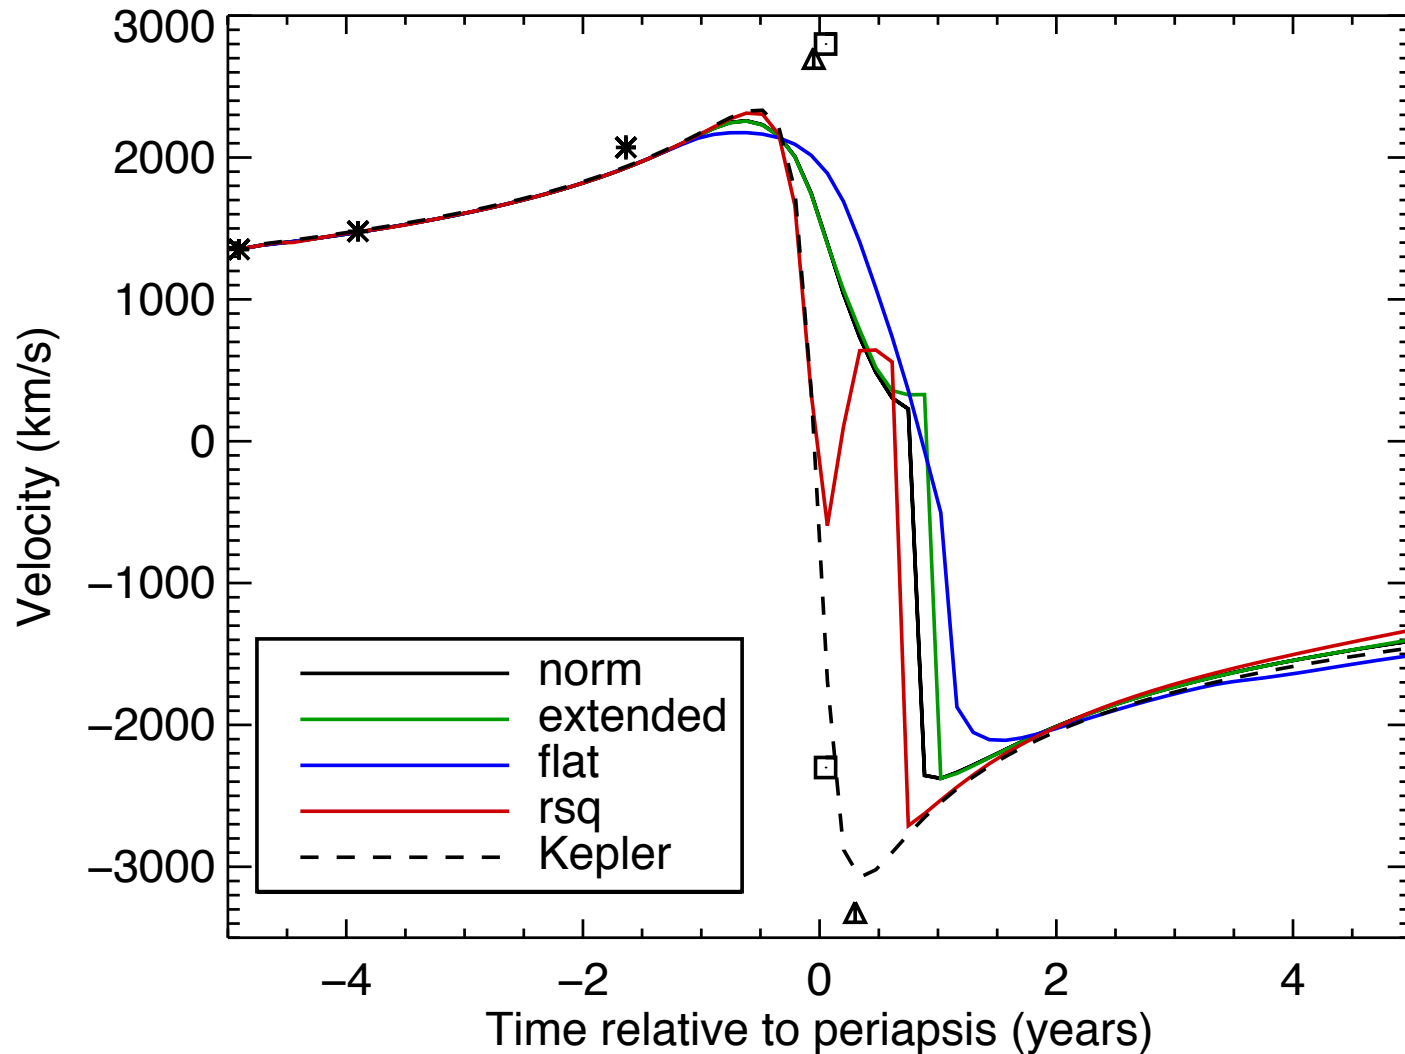 3000
2000
1000
0
−1000
−2000
−3000
Velocity (km/s)
norm
extended
flat
rsq
Kepler
−4 −2 0 2 4
Time relative to periapsis (years)